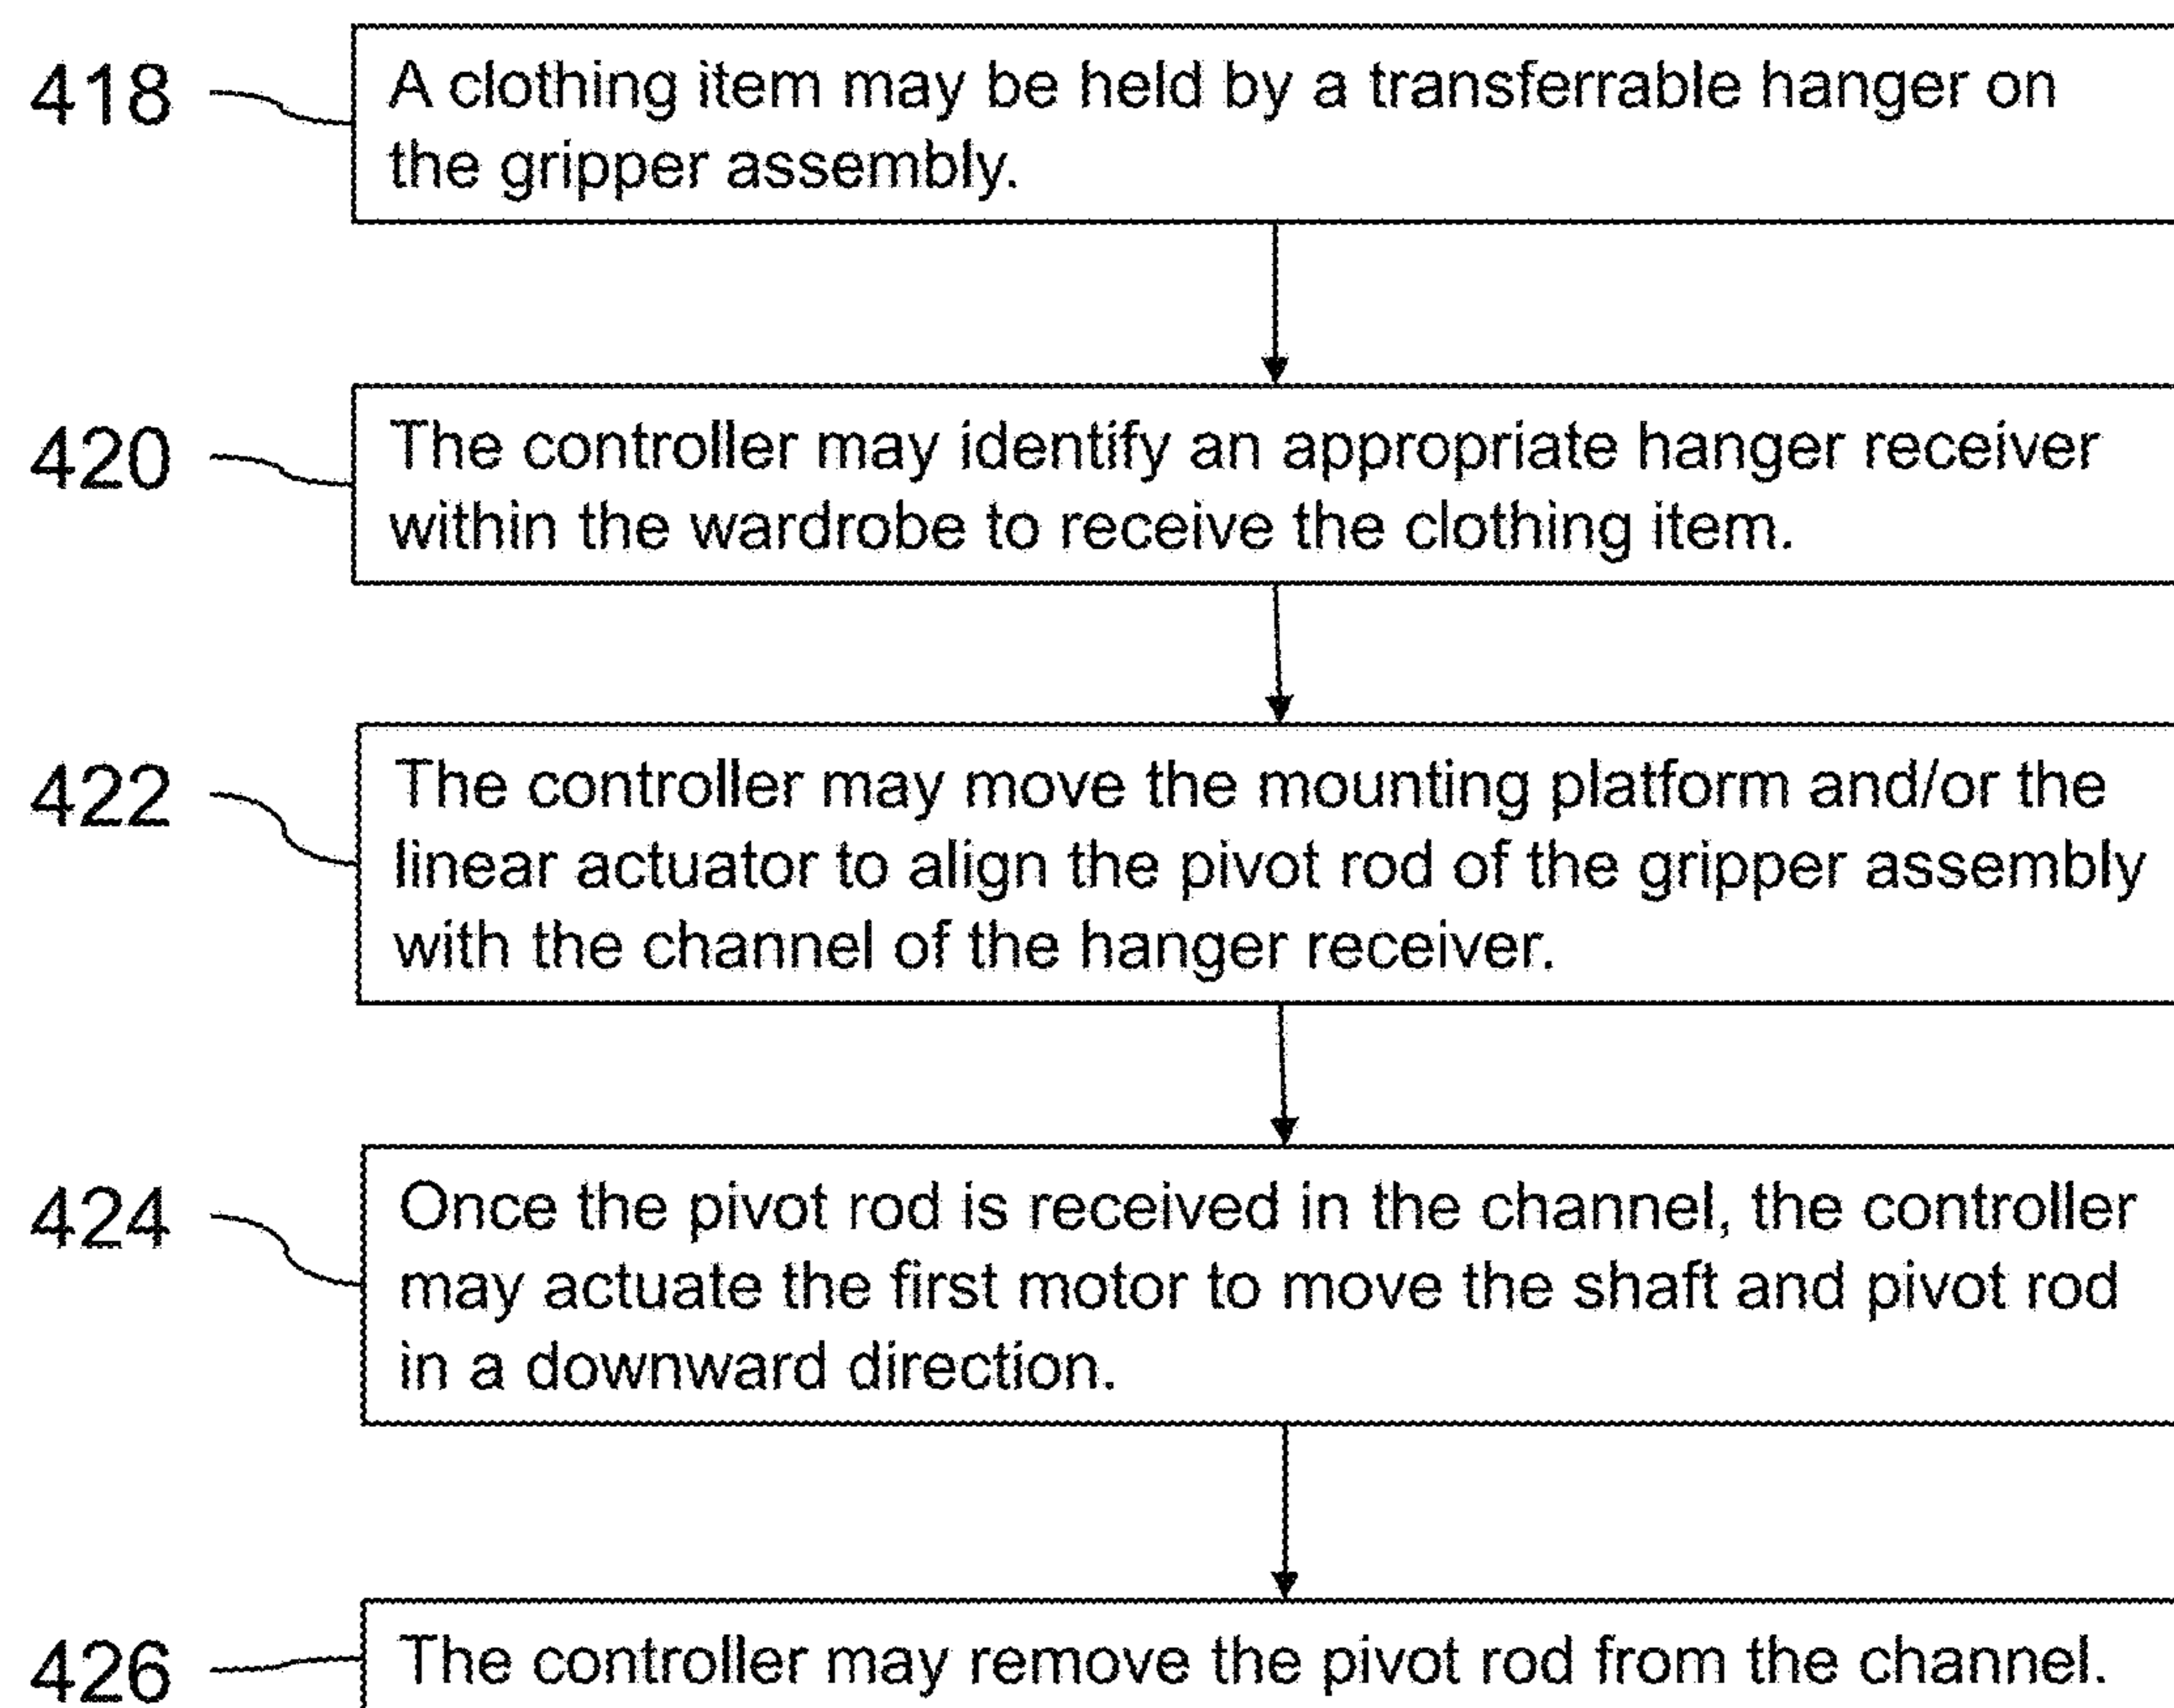 418
A clothing item may be held by a transferrable hanger on
the gripper assembly.
420
The controller may identify an appropriate hanger receiver
within the wardrobe to receive the clothing item.
422
The controller may move the mounting platform and/or the
linear actuator to align the pivot rod of the gripper assembly
with the channel of the hanger receiver.
424
Once the pivot rod is received in the channel, the controller
may actuate the first motor to move the shaft and pivot rod
in a downward direction.
426
The controller may remove the pivot rod from the channel.